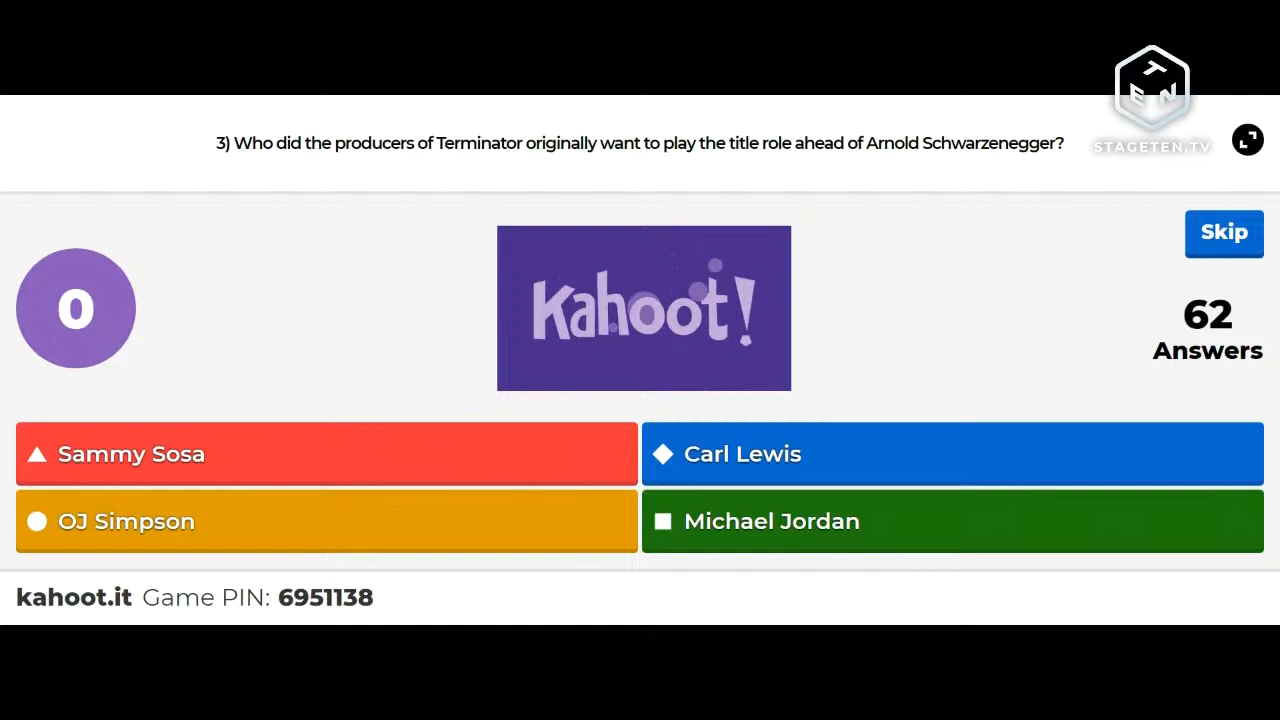 TEN
STAGETEN.TV
3) Who did the producers of Terminator originally want to play the title role ahead of Arnold Schwarzenegger?
Skip
0
Kahoot!
62
Answers
Sammy Sosa
Carl Lewis
OJ Simpson
Michael Jordan
kahoot.it Game PIN: 6951138